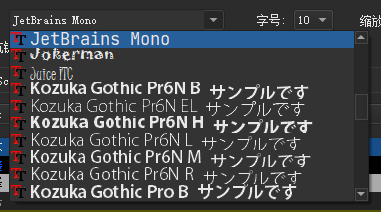 JetBrains Mono 字号: 10 缩放
JetBrains Mono
Jokerman
Juice ITC
Kozuka Gothic Pr6N B サンプルです
Kozuka Gothic Pr6N EL サンプルです
Kozuka Gothic Pr6N H サンプルです
Kozuka Gothic Pr6N L サンプルです
Kozuka Gothic Pr6N M サンプルです
Kozuka Gothic Pr6N R サンプルです
Kozuka Gothic Pro B サンプルです